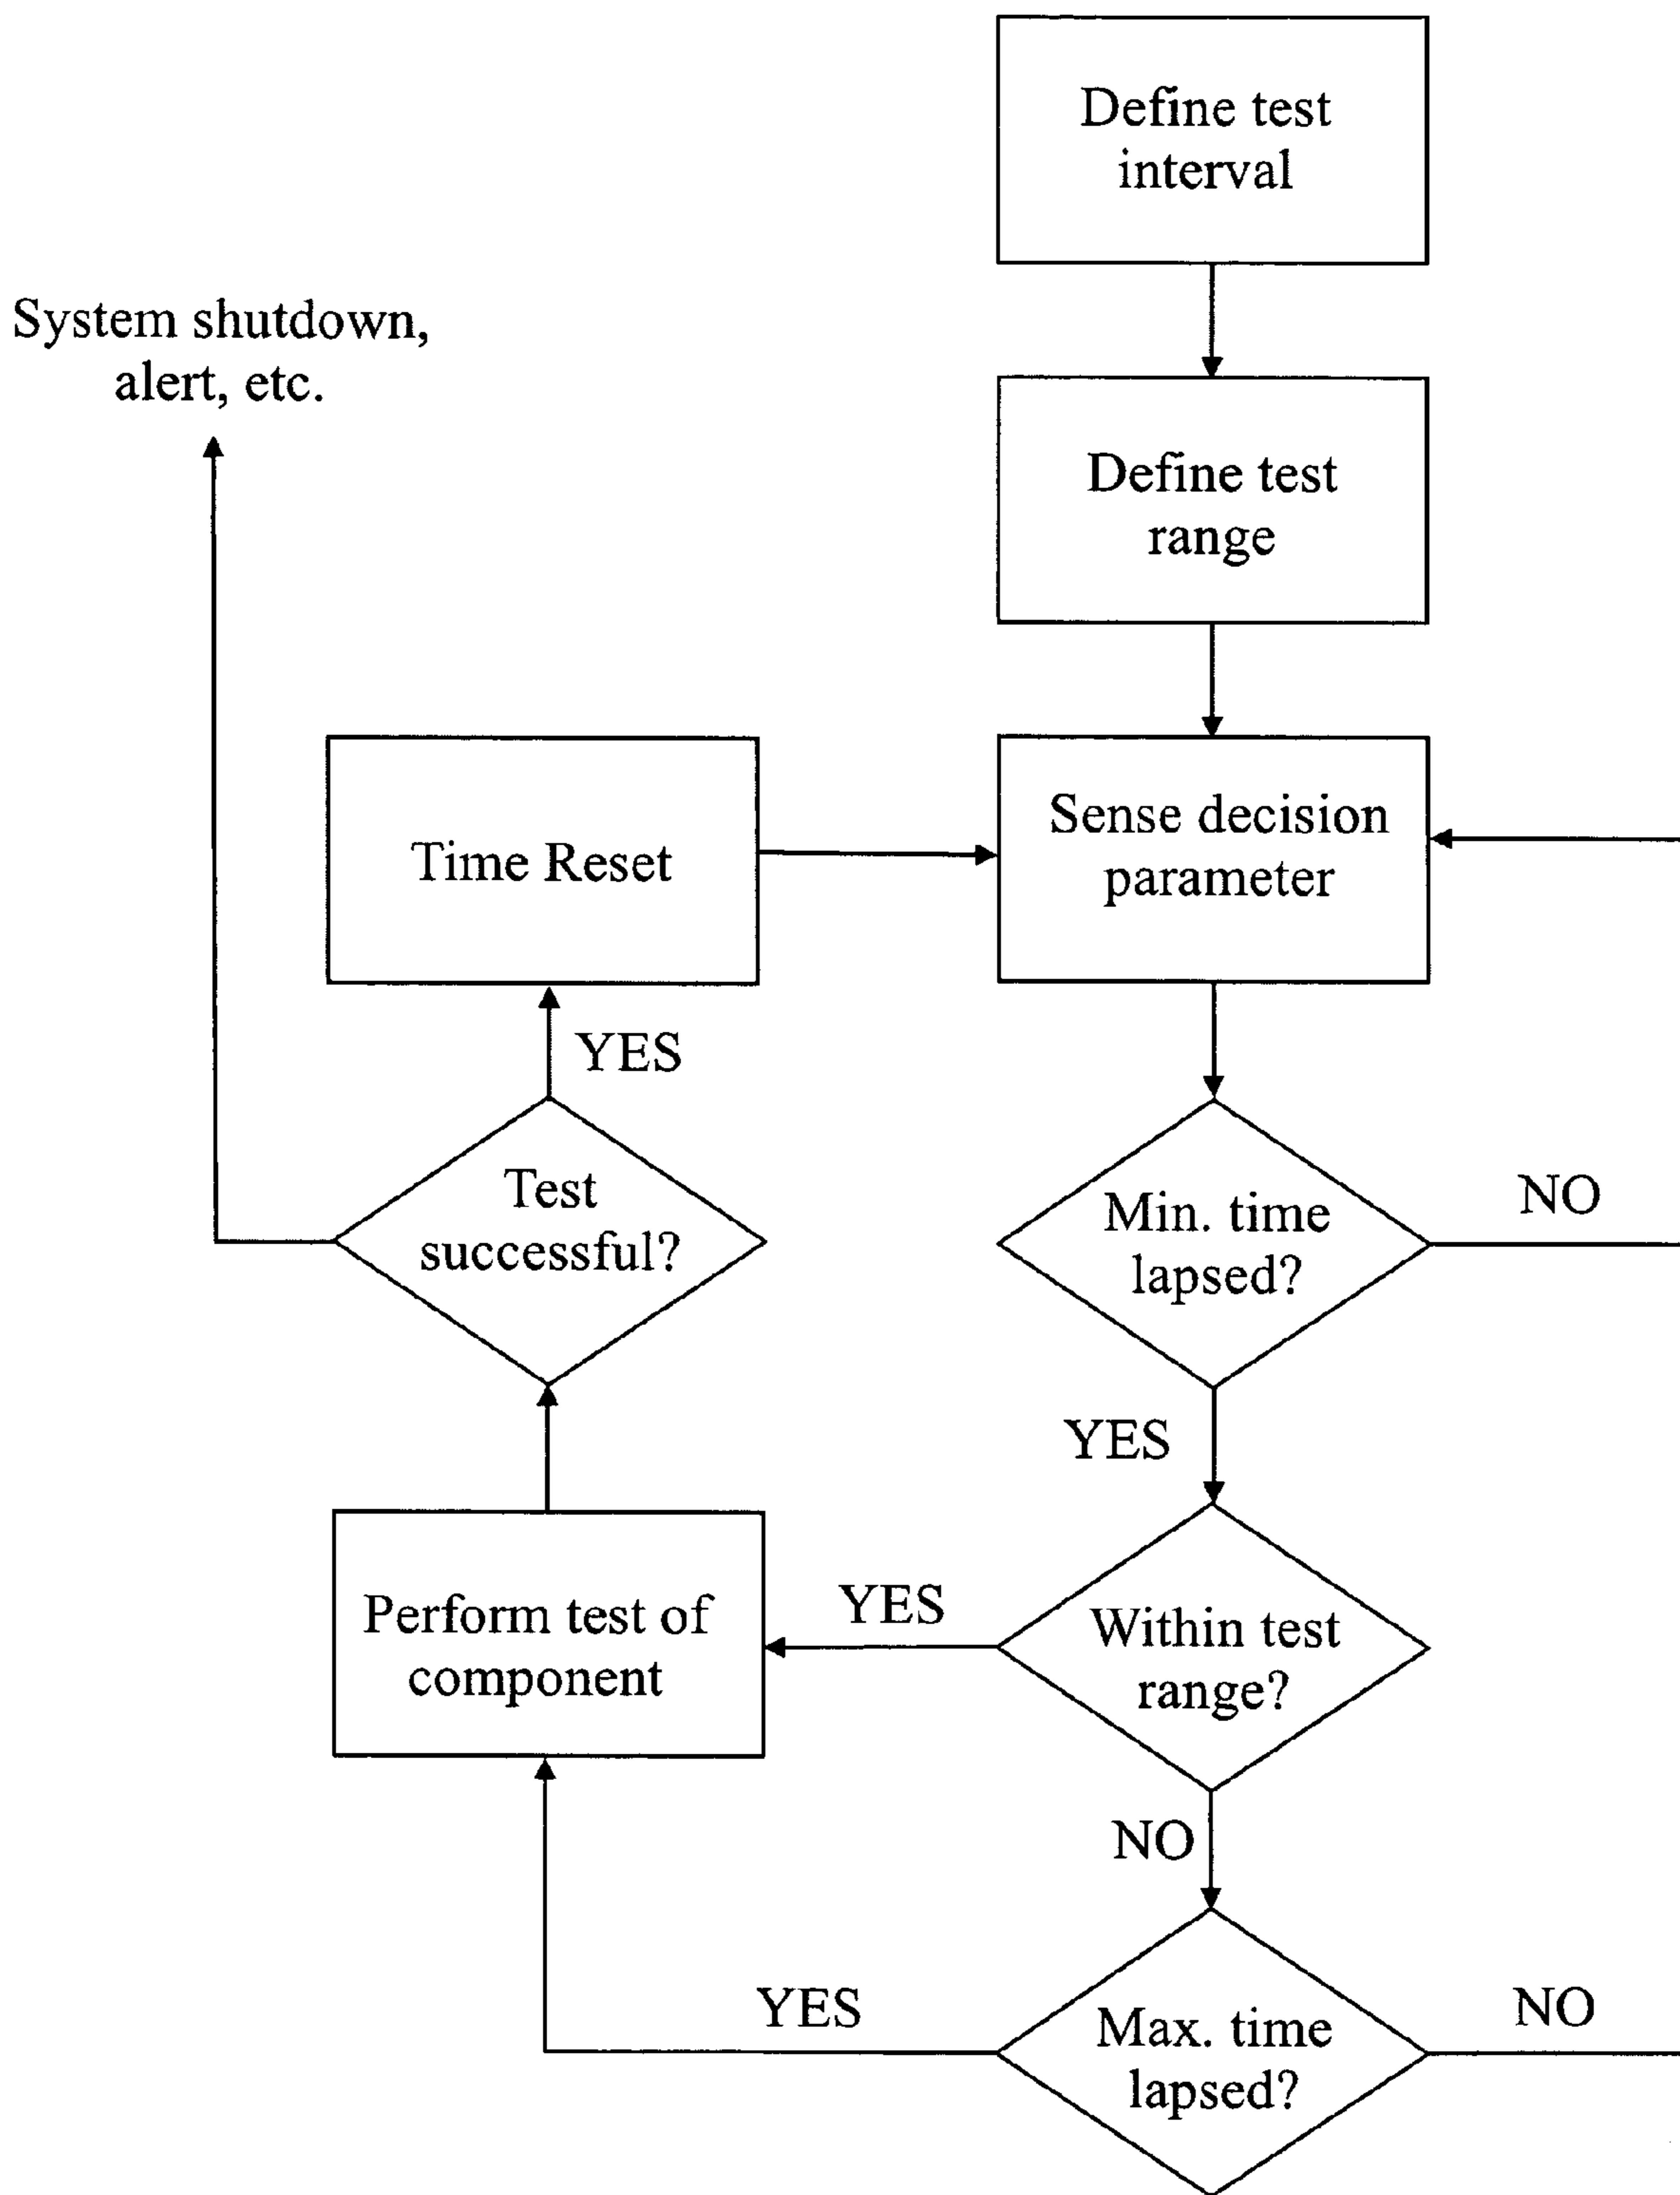 Define test
interval
System shutdown,
alert, etc.
Define test
range
Time Reset
Sense decision
parameter
YES
Test
successful?
Min. time
lapsed?
NO
YES
Perform test of
component
YES
Within test
range?
NO
YES
Max. time
lapsed?
NO